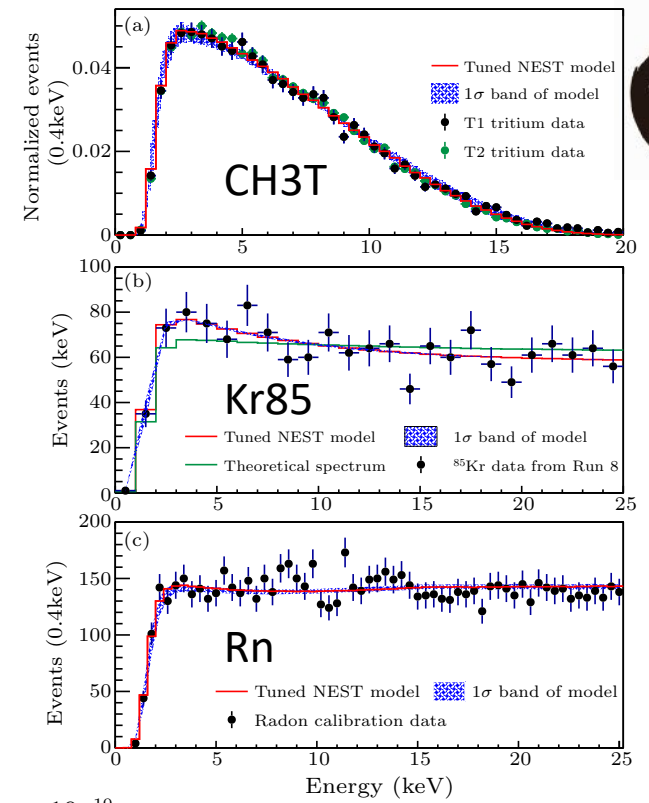 (a)
Normalized events
(0.4keV)
0.04
0.02
0
Tuned NEST model
1σ band of model
T1 tritium data
T2 tritium data
CH3T
0 5 10 15 20
(b)
Events (keV)
100
80
60
40
20
0
Kr85
Tuned NEST model
1σ band of model
Theoretical spectrum
⁸⁵Kr data from Run 8
0 5 10 15 20 25
(c)
Events (0.4keV)
200
150
100
50
0
Rn
Tuned NEST model
1σ band of model
Radon calibration data
0 5 10 15 20 25
Energy (keV)